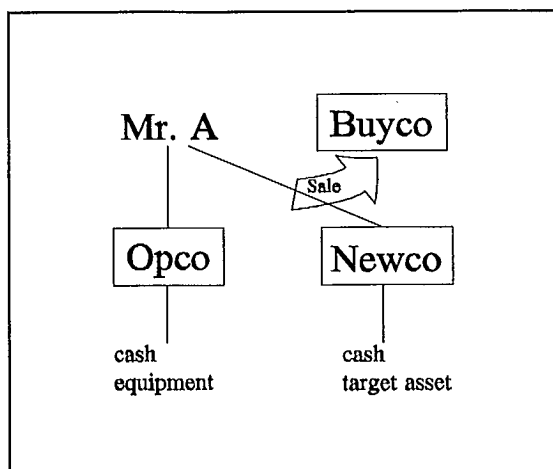 Mr. A
Buyco
Sale
Opco
Newco
cash
equipment
cash
target asset